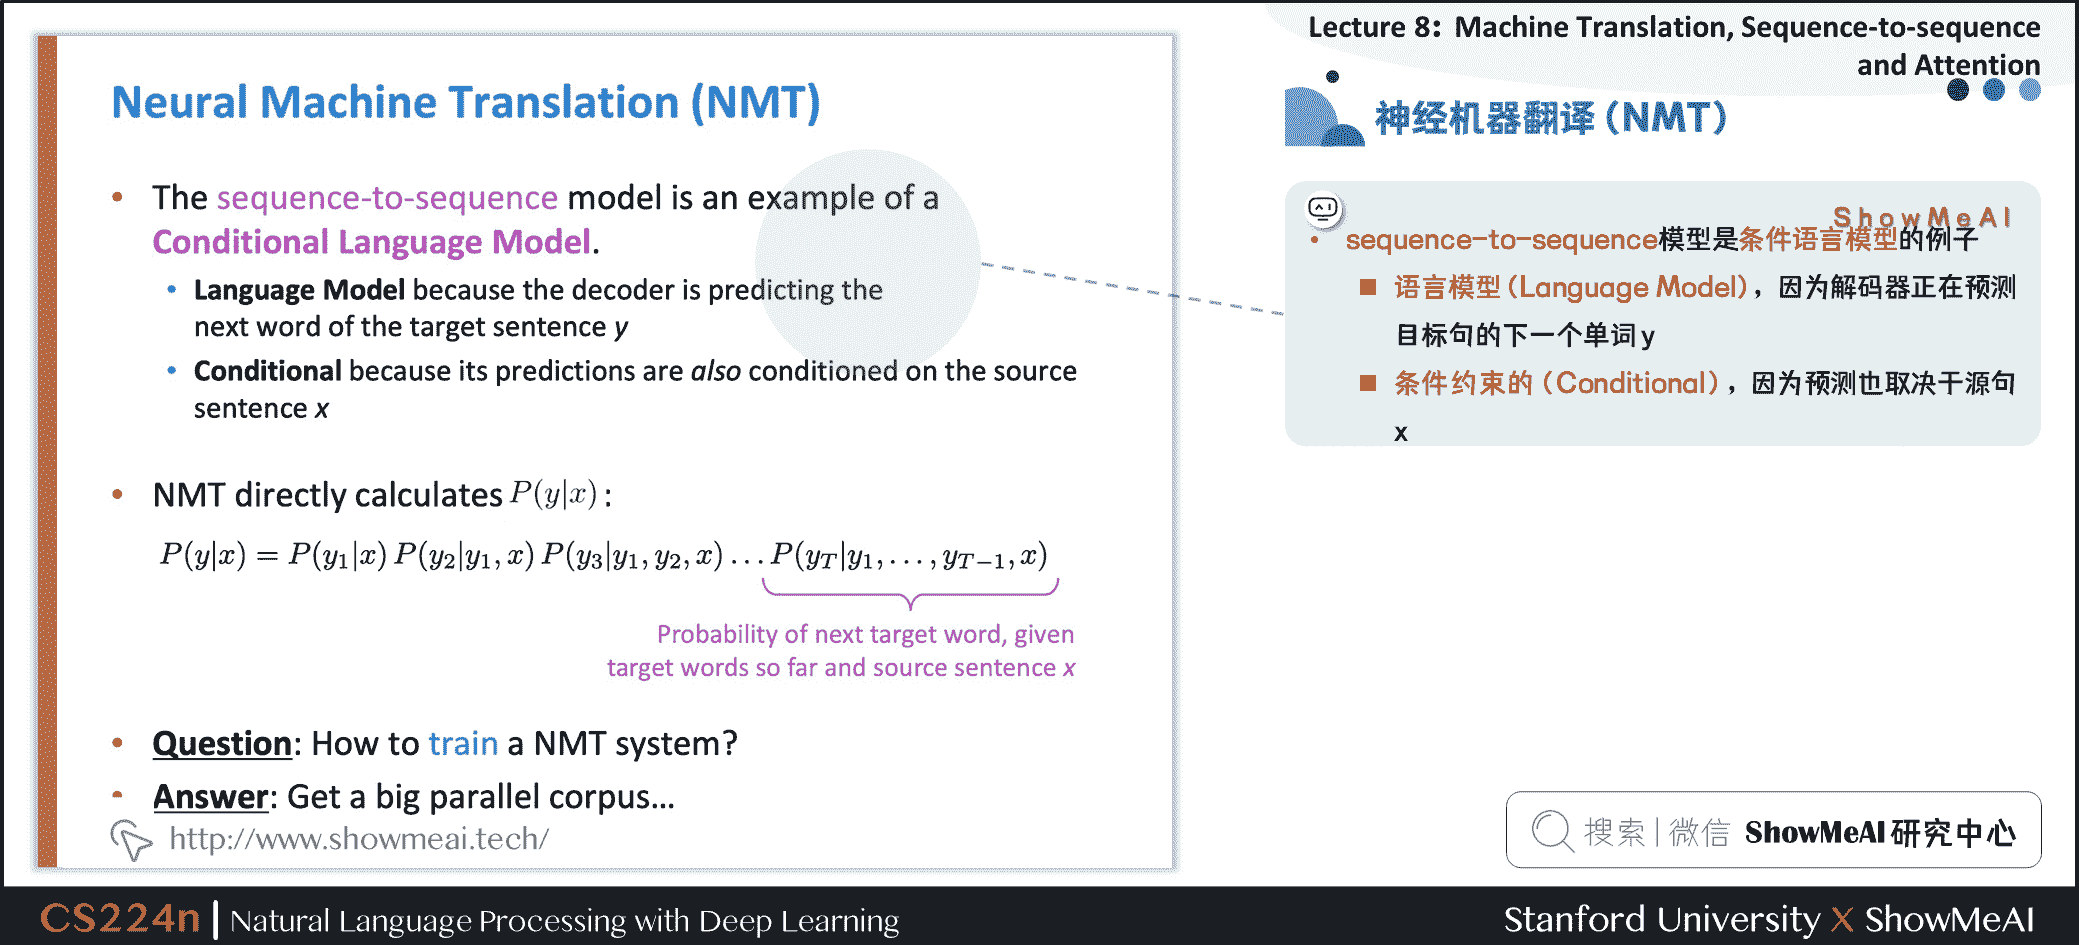 Lecture 8: Machine Translation, Sequence-to-sequence
and Attention
Neural Machine Translation (NMT)
• The sequence-to-sequence model is an example of a
Conditional Language Model.
• Language Model because the decoder is predicting the
next word of the target sentence y
• Conditional because its predictions are also conditioned on the source
sentence x
• NMT directly calculates P(y|x) :
P(y|x) = P(y₁|x) P(y₂|y₁, x) P(y₃|y₁, y₂, x) … P(y_T|y₁, …, y_{T−1}, x)
Probability of next target word, given
target words so far and source sentence x
• Question: How to train a NMT system?
• Answer: Get a big parallel corpus…
http://www.showmeai.tech/
神经机器翻译(NMT)
ShowMeAI
• sequence-to-sequence模型是条件语言模型的例子
■ 语言模型(Language Model),因为解码器正在预测
目标句的下一个单词y
■ 条件约束的(Conditional),因为预测也取决于源句
x
搜索|微信 ShowMeAI研究中心
CS224n | Natural Language Processing with Deep Learning
Stanford University X ShowMeAI